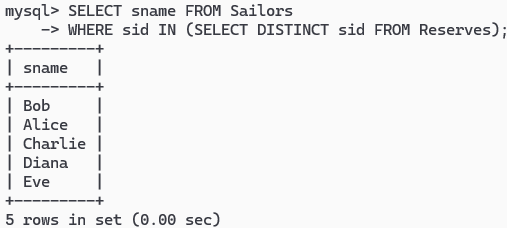 mysql> SELECT sname FROM Sailors
    -> WHERE sid IN (SELECT DISTINCT sid FROM Reserves);
+---------+
| sname   |
+---------+
| Bob     |
| Alice   |
| Charlie |
| Diana   |
| Eve     |
+---------+
5 rows in set (0.00 sec)